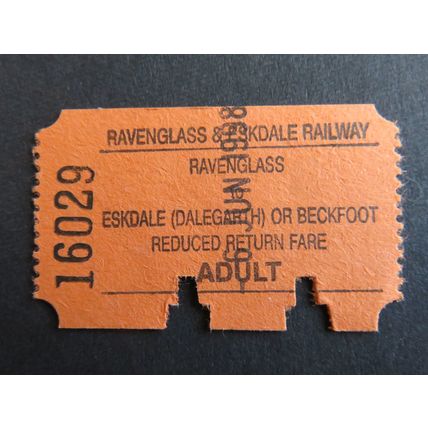 RAVENGLASS & ESKDALE RAILWAY
RAVENGLASS
ESKDALE (DALEGARTH) OR BECKFOOT
REDUCED RETURN FARE
ADULT
16029